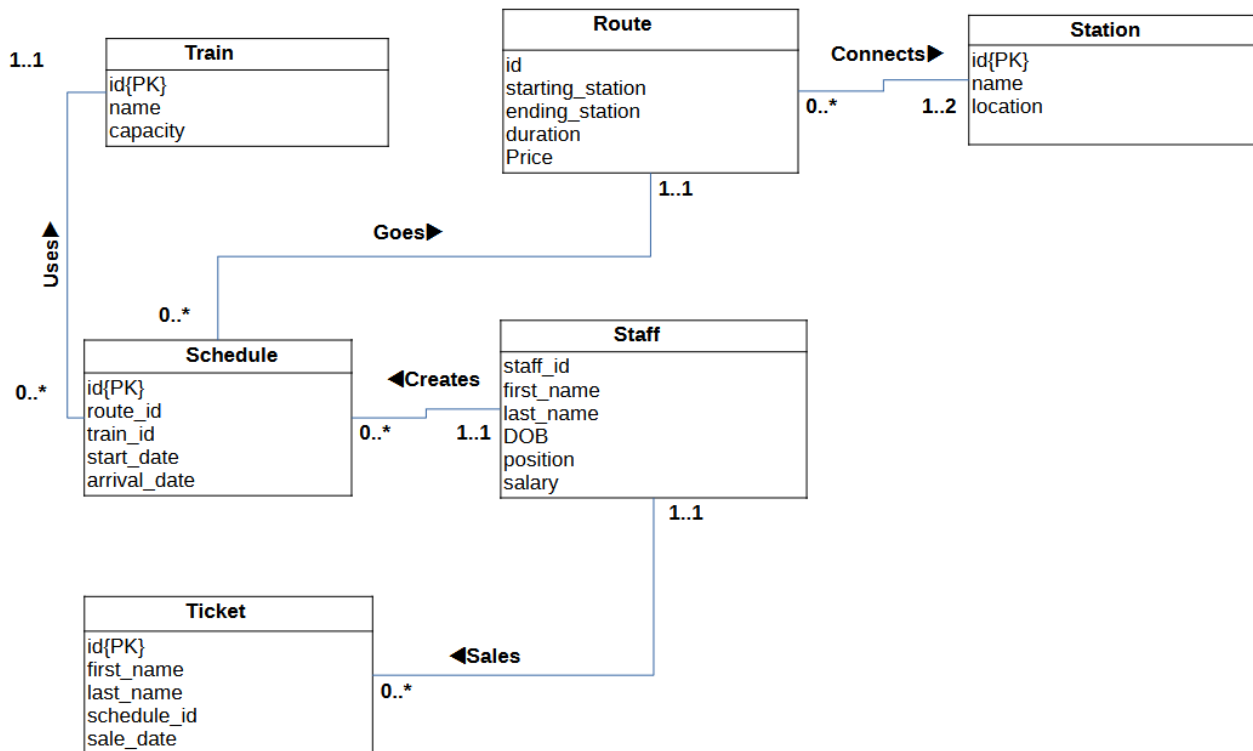 Train
id{PK}
name
capacity
1..1
Route
id
starting_station
ending_station
duration
Price
Connects▶
0..*
1..2
Station
id{PK}
name
location
1..1
Goes▶
Uses▶
0..*
0..*
Schedule
id{PK}
route_id
train_id
start_date
arrival_date
◀Creates
0..*
1..1
Staff
staff_id
first_name
last_name
DOB
position
salary
1..1
◀Sales
0..*
Ticket
id{PK}
first_name
last_name
schedule_id
sale_date